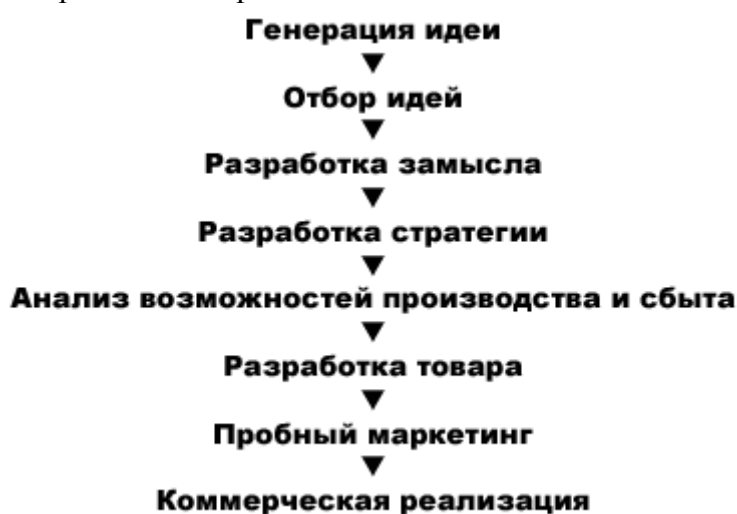 Генерация идеи
Отбор идей
Разработка замысла
Разработка стратегии
Анализ возможностей производства и сбыта
Разработка товара
Пробный маркетинг
Коммерческая реализация